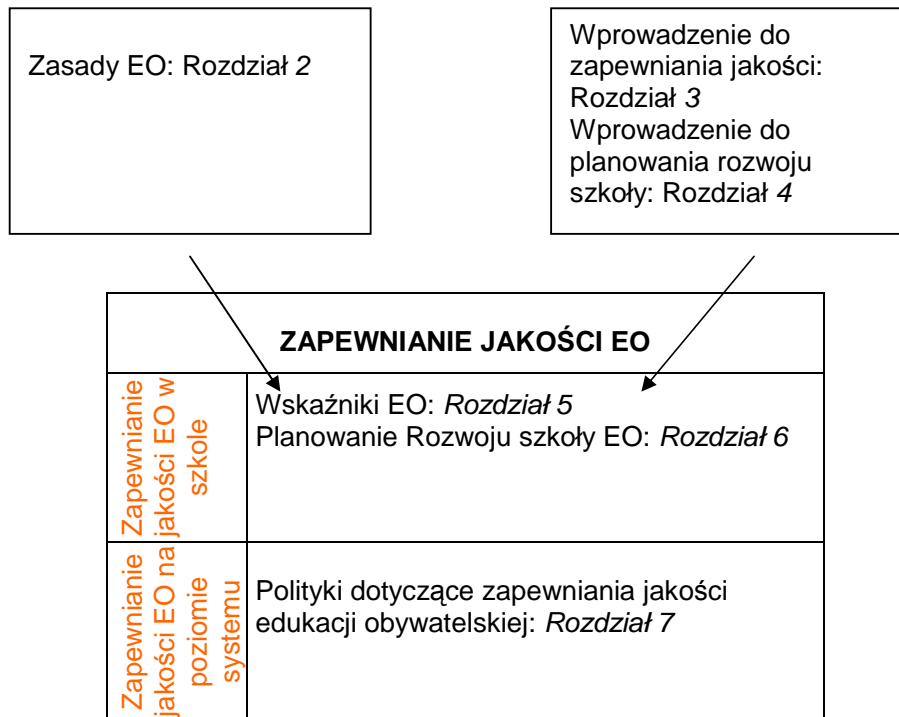 Zasady EO: Rozdział 2
Wprowadzenie do
zapewniania jakości:
Rozdział 3
Wprowadzenie do
planowania rozwoju
szkoły: Rozdział 4
ZAPEWNIANIE JAKOŚCI EO
Zapewnianie
jakości EO w
szkole
Wskaźniki EO: Rozdział 5
Planowanie Rozwoju szkoły EO: Rozdział 6
Zapewnianie
jakości EO na
poziomie
systemu
Polityki dotyczące zapewniania jakości
edukacji obywatelskiej: Rozdział 7